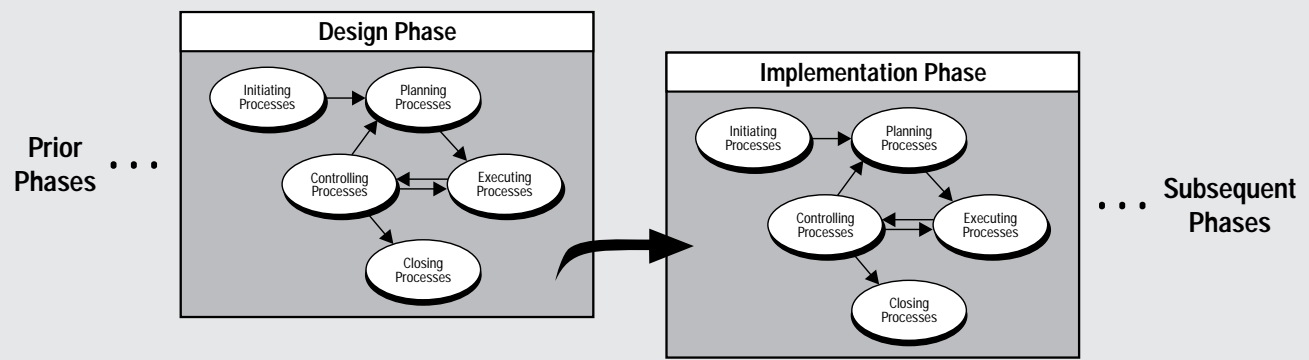 Design Phase
Initiating
Processes
Planning
Processes
Controlling
Processes
Executing
Processes
Closing
Processes
Prior
Phases
. . .
Implementation Phase
Initiating
Processes
Planning
Processes
Controlling
Processes
Executing
Processes
Closing
Processes
. . .
Subsequent
Phases